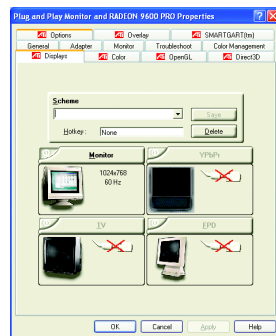 Plug and Play Monitor and RADEON 9600 PRO Properties
Options
Overlay
SMARTGART(tm)
General
Adapter
Monitor
Troubleshoot
Color Management
Displays
Color
OpenGL
Direct3D
Scheme
Save
Hotkey:
None
Delete
Monitor
YPbPr
1024x768
60 Hz
TV
FPD
OK
Cancel
Apply
Help